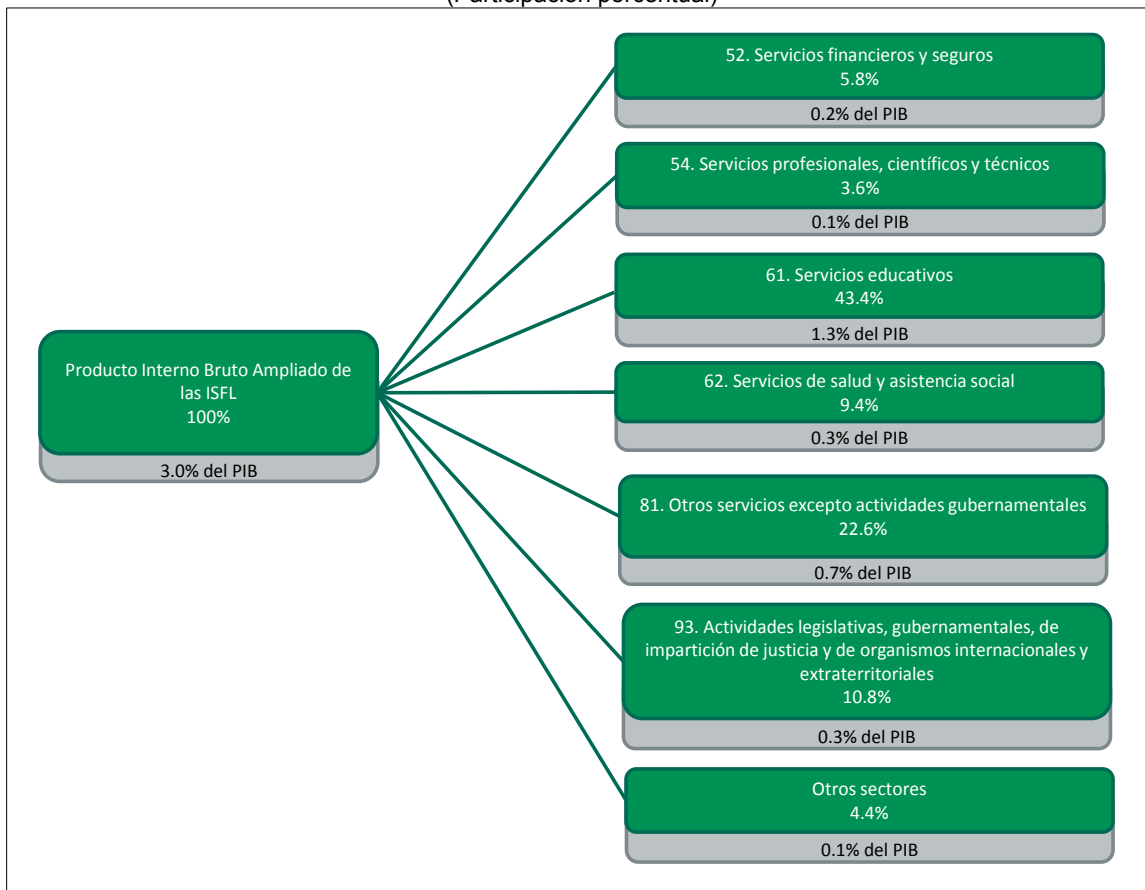 (Participación porcentual)
52. Servicios financieros y seguros
5.8%
0.2% del PIB
54. Servicios profesionales, científicos y técnicos
3.6%
0.1% del PIB
61. Servicios educativos
43.4%
1.3% del PIB
Producto Interno Bruto Ampliado de
las ISFL
100%
3.0% del PIB
62. Servicios de salud y asistencia social
9.4%
0.3% del PIB
81. Otros servicios excepto actividades gubernamentales
22.6%
0.7% del PIB
93. Actividades legislativas, gubernamentales, de
impartición de justicia y de organismos internacionales y
extraterritoriales
10.8%
0.3% del PIB
Otros sectores
4.4%
0.1% del PIB